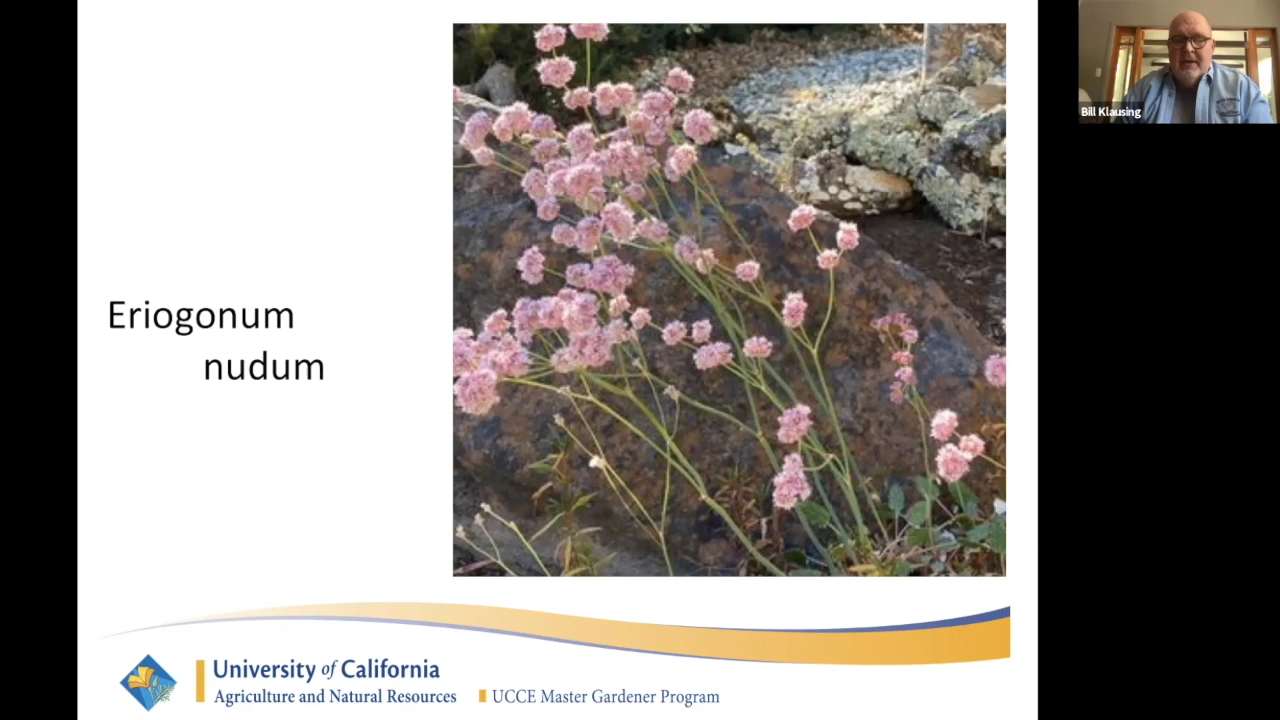 Eriogonum
nudum
University of California
Agriculture and Natural Resources
UCCE Master Gardener Program
Bill Klausing